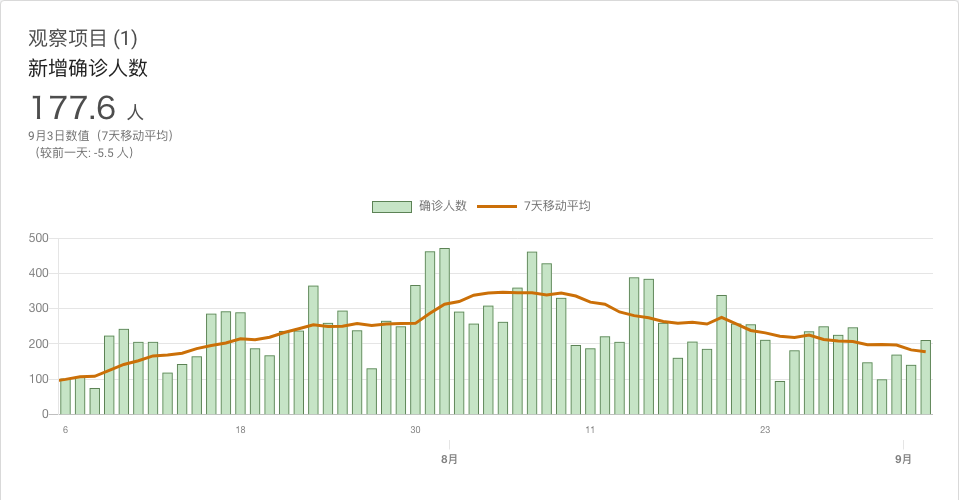 观察项目 (1)
新增确诊人数
177.6 人
9月3日数值（7天移动平均）
（较前一天: -5.5 人）
确诊人数 7天移动平均
500
400
300
200
100
0
6 18 30 11 23
8月 9月